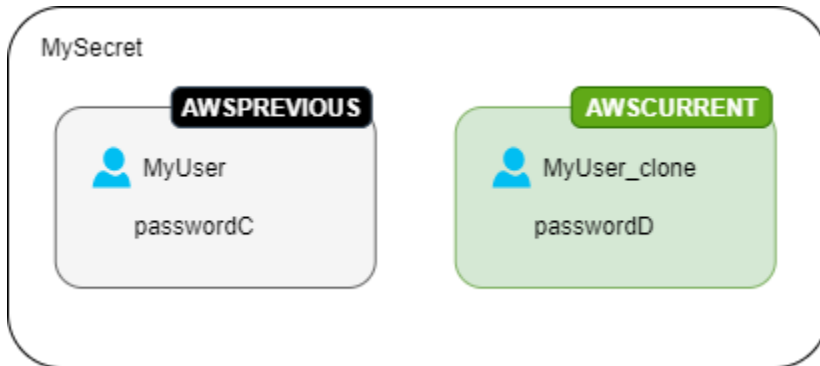 MySecret
AWSPREVIOUS
MyUser
passwordC
AWSCURRENT
MyUser_clone
passwordD